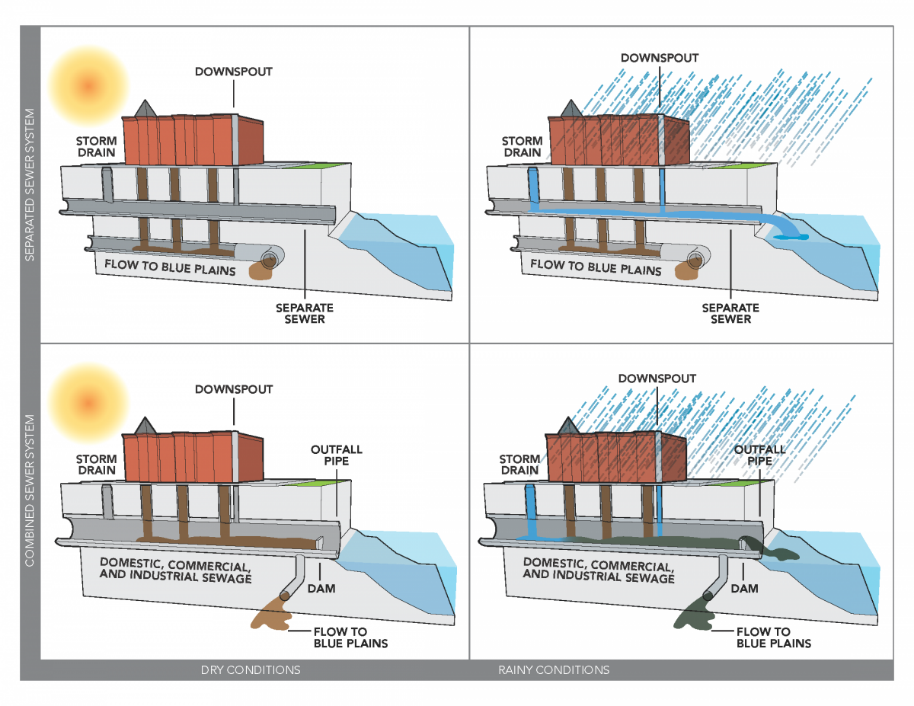 SEPARATED SEWER SYSTEM
DOWNSPOUT
STORM
DRAIN
FLOW TO BLUE PLAINS
SEPARATE
SEWER
DOWNSPOUT
STORM
DRAIN
FLOW TO BLUE PLAINS
SEPARATE
SEWER
COMBINED SEWER SYSTEM
DOWNSPOUT
STORM
DRAIN
OUTFALL
PIPE
DOMESTIC, COMMERCIAL,
AND INDUSTRIAL SEWAGE
DAM
FLOW TO
BLUE PLAINS
DOWNSPOUT
STORM
DRAIN
OUTFALL
PIPE
DOMESTIC, COMMERCIAL,
AND INDUSTRIAL SEWAGE
DAM
FLOW TO
BLUE PLAINS
DRY CONDITIONS
RAINY CONDITIONS